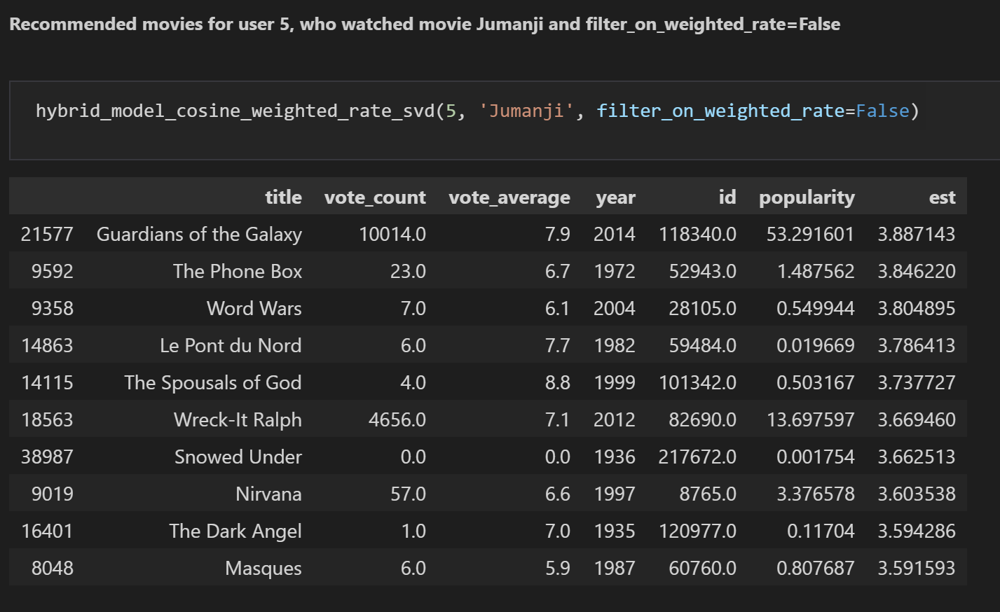 Recommended movies for user 5, who watched movie Jumanji and filter_on_weighted_rate=False
hybrid_model_cosine_weighted_rate_svd(5, 'Jumanji', filter_on_weighted_rate=False)
title vote_count vote_average year id popularity est
21577 Guardians of the Galaxy 10014.0 7.9 2014 118340.0 53.291601 3.887143
9592 The Phone Box 23.0 6.7 1972 52943.0 1.487562 3.846220
9358 Word Wars 7.0 6.1 2004 28105.0 0.549944 3.804895
14863 Le Pont du Nord 6.0 7.7 1982 59484.0 0.019669 3.786413
14115 The Spousals of God 4.0 8.8 1999 101342.0 0.503167 3.737727
18563 Wreck-It Ralph 4656.0 7.1 2012 82690.0 13.697597 3.669460
38987 Snowed Under 0.0 0.0 1936 217672.0 0.001754 3.662513
9019 Nirvana 57.0 6.6 1997 8765.0 3.376578 3.603538
16401 The Dark Angel 1.0 7.0 1935 120977.0 0.11704 3.594286
8048 Masques 6.0 5.9 1987 60760.0 0.807687 3.591593